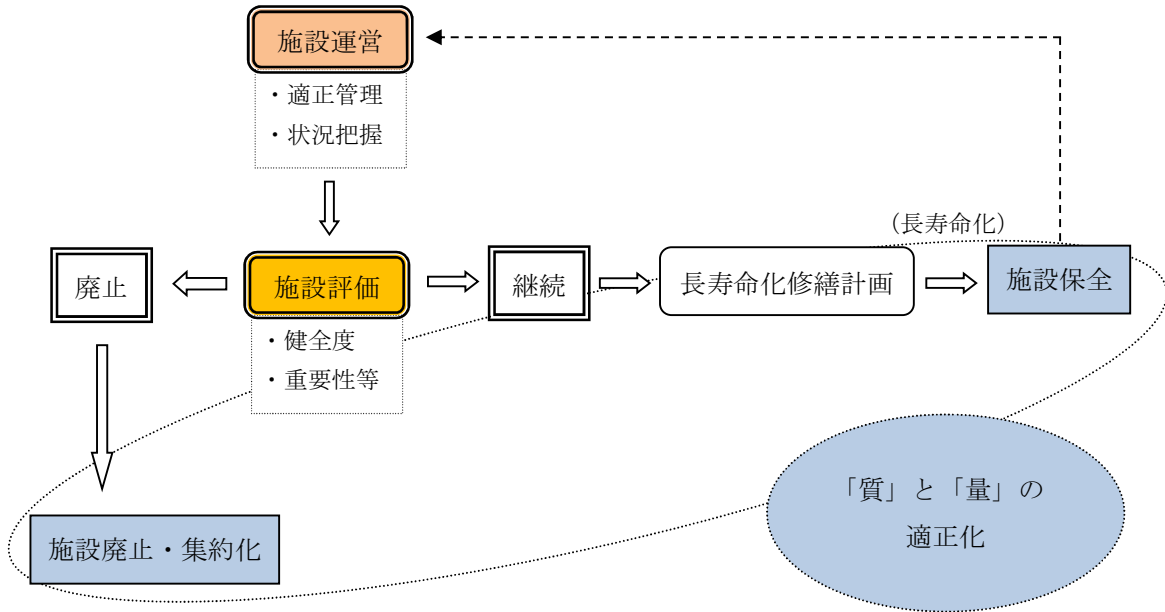 施設運営
・適正管理
・状況把握
(長寿命化)
廃止
施設評価
継続
長寿命化修繕計画
施設保全
・健全度
・重要性等
「質」と「量」の
適正化
施設廃止・集約化